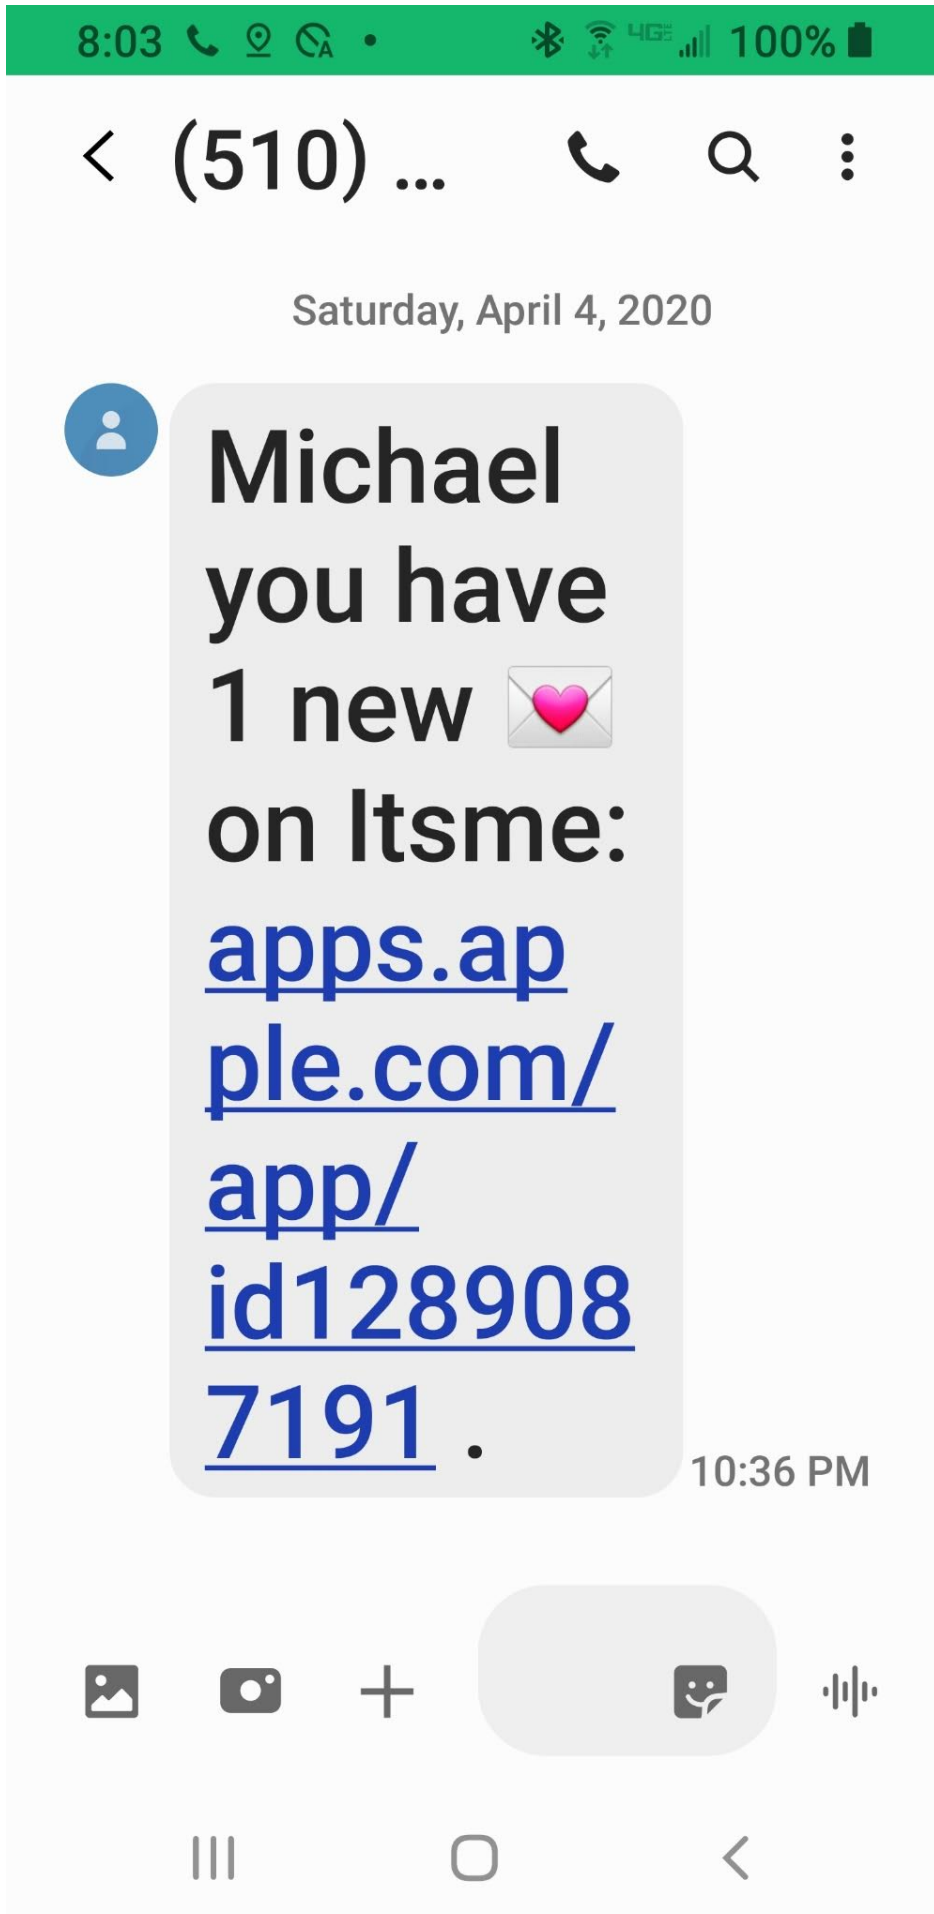 8:03 4GE 100%
(510) ...
Saturday, April 4, 2020
Michael
you have
1 new 💌
on Itsme:
apps.ap
ple.com/
app/
id128908
7191 .
10:36 PM